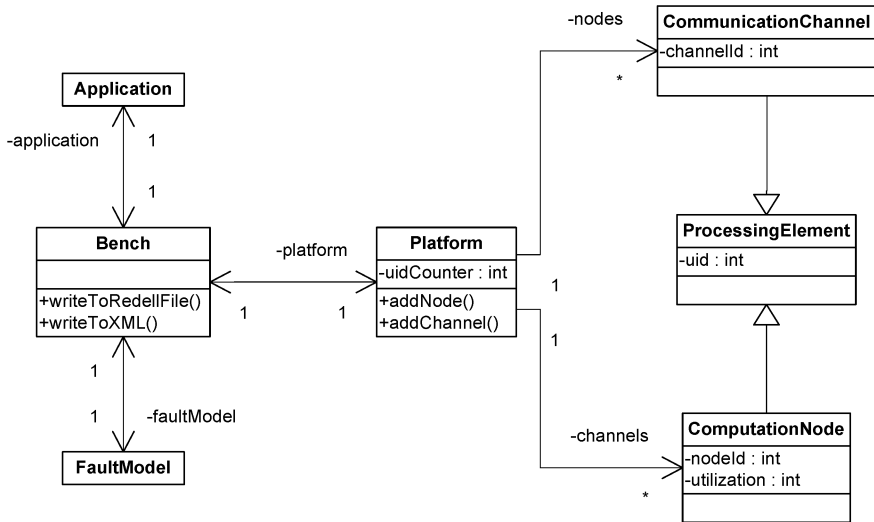 -nodes
CommunicationChannel
-channelId : int
*
Application
-application
1
1
Bench
+writeToRedellFile()
+writeToXML()
-platform
1
1
Platform
-uidCounter : int
+addNode()
+addChannel()
1
1
ProcessingElement
-uid : int
1
1
-faultModel
FaultModel
-channels
*
ComputationNode
-nodeId : int
-utilization : int